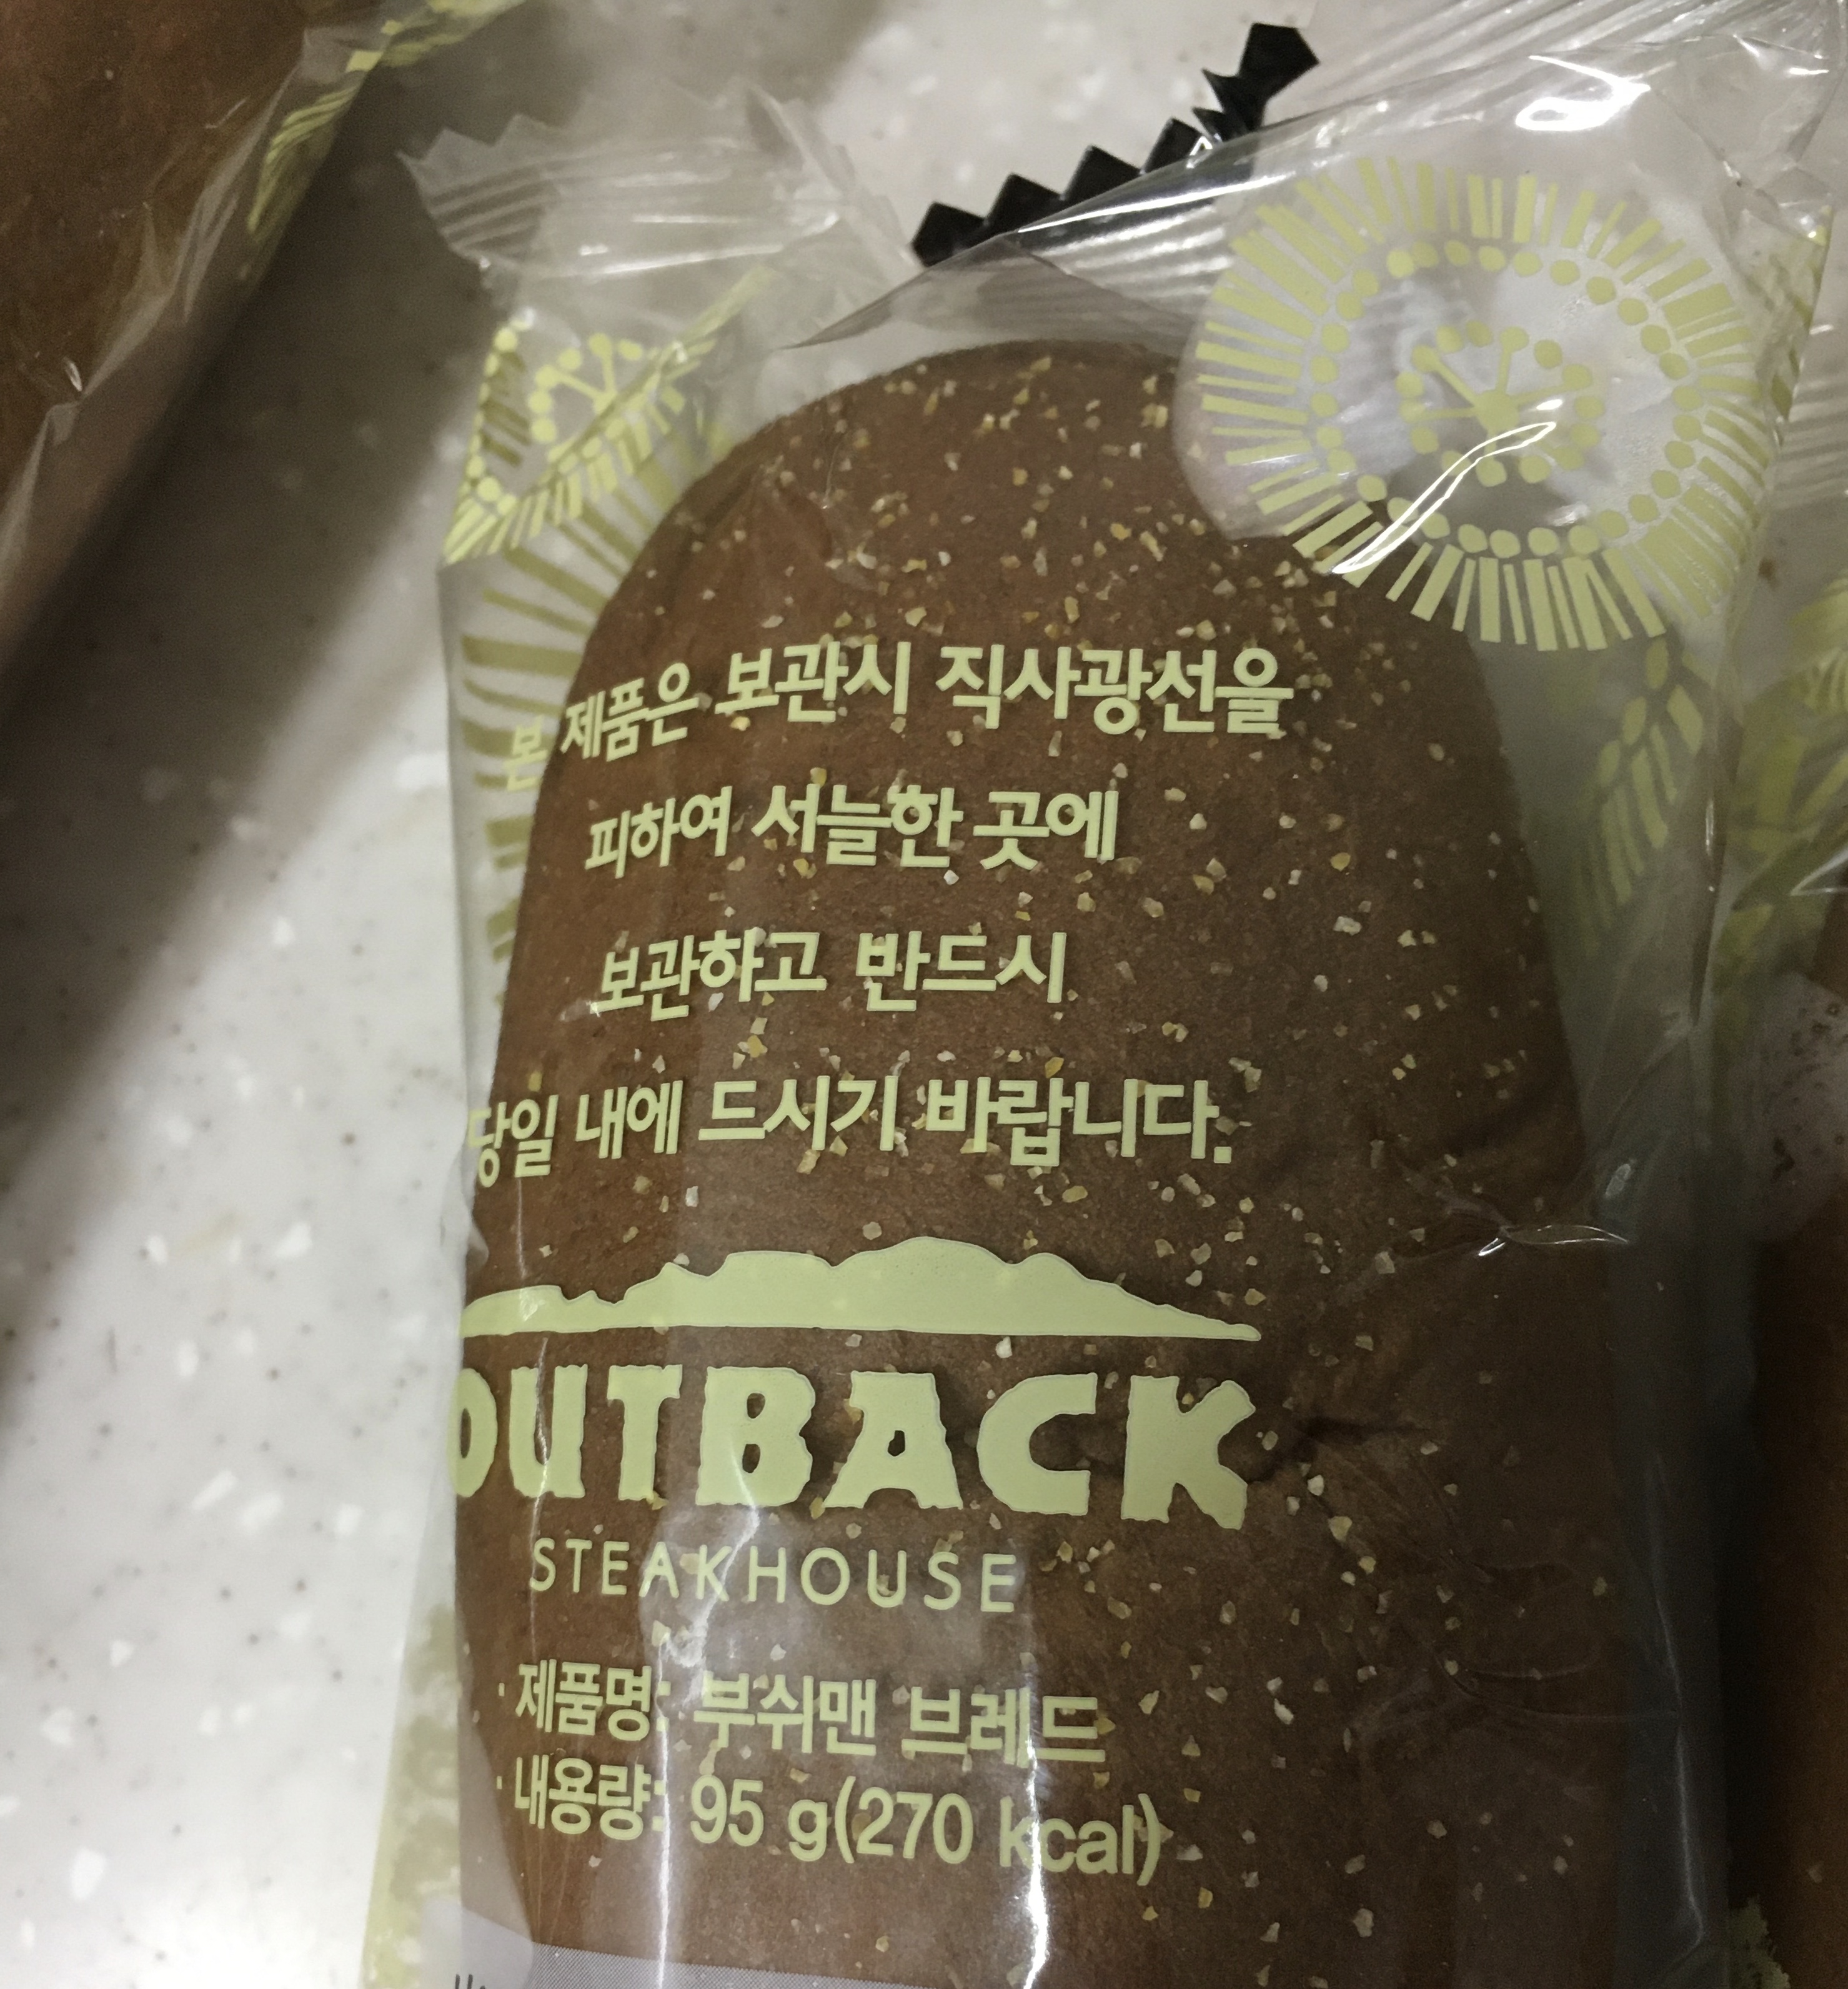 본 제품은 보관시 직사광선을
피하여 서늘한 곳에
보관하고 반드시
당일 내에 드시기 바랍니다.
OUTBACK
STEAKHOUSE
· 제품명: 부쉬맨 브레드
· 내용량: 95 g(270 kcal)